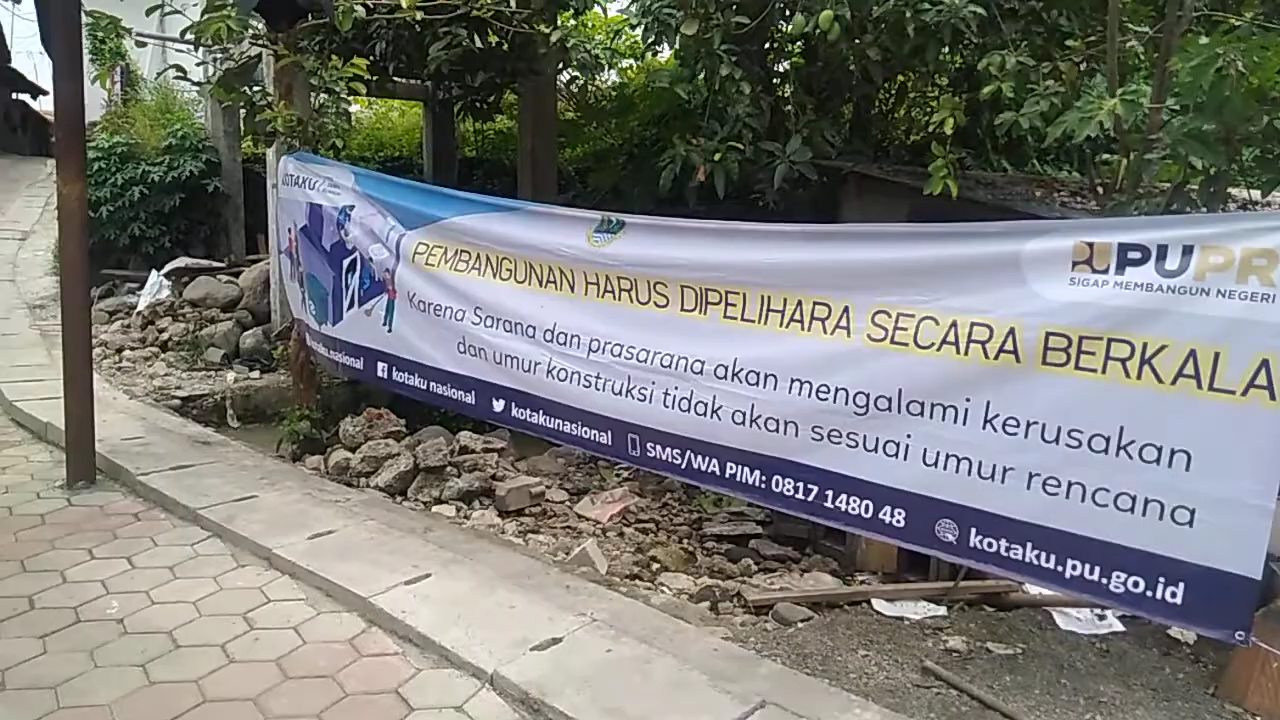 KOTAKU
PUPR
SIGAP MEMBANGUN NEGERI
PEMBANGUNAN HARUS DIPELIHARA SECARA BERKALA
Karena Sarana dan prasarana akan mengalami kerusakan
dan umur konstruksi tidak akan sesuai umur rencana
kotaku.nasional kotaku nasional kotakunasional SMS/WA PIM: 0817 1480 48 kotaku.pu.go.id